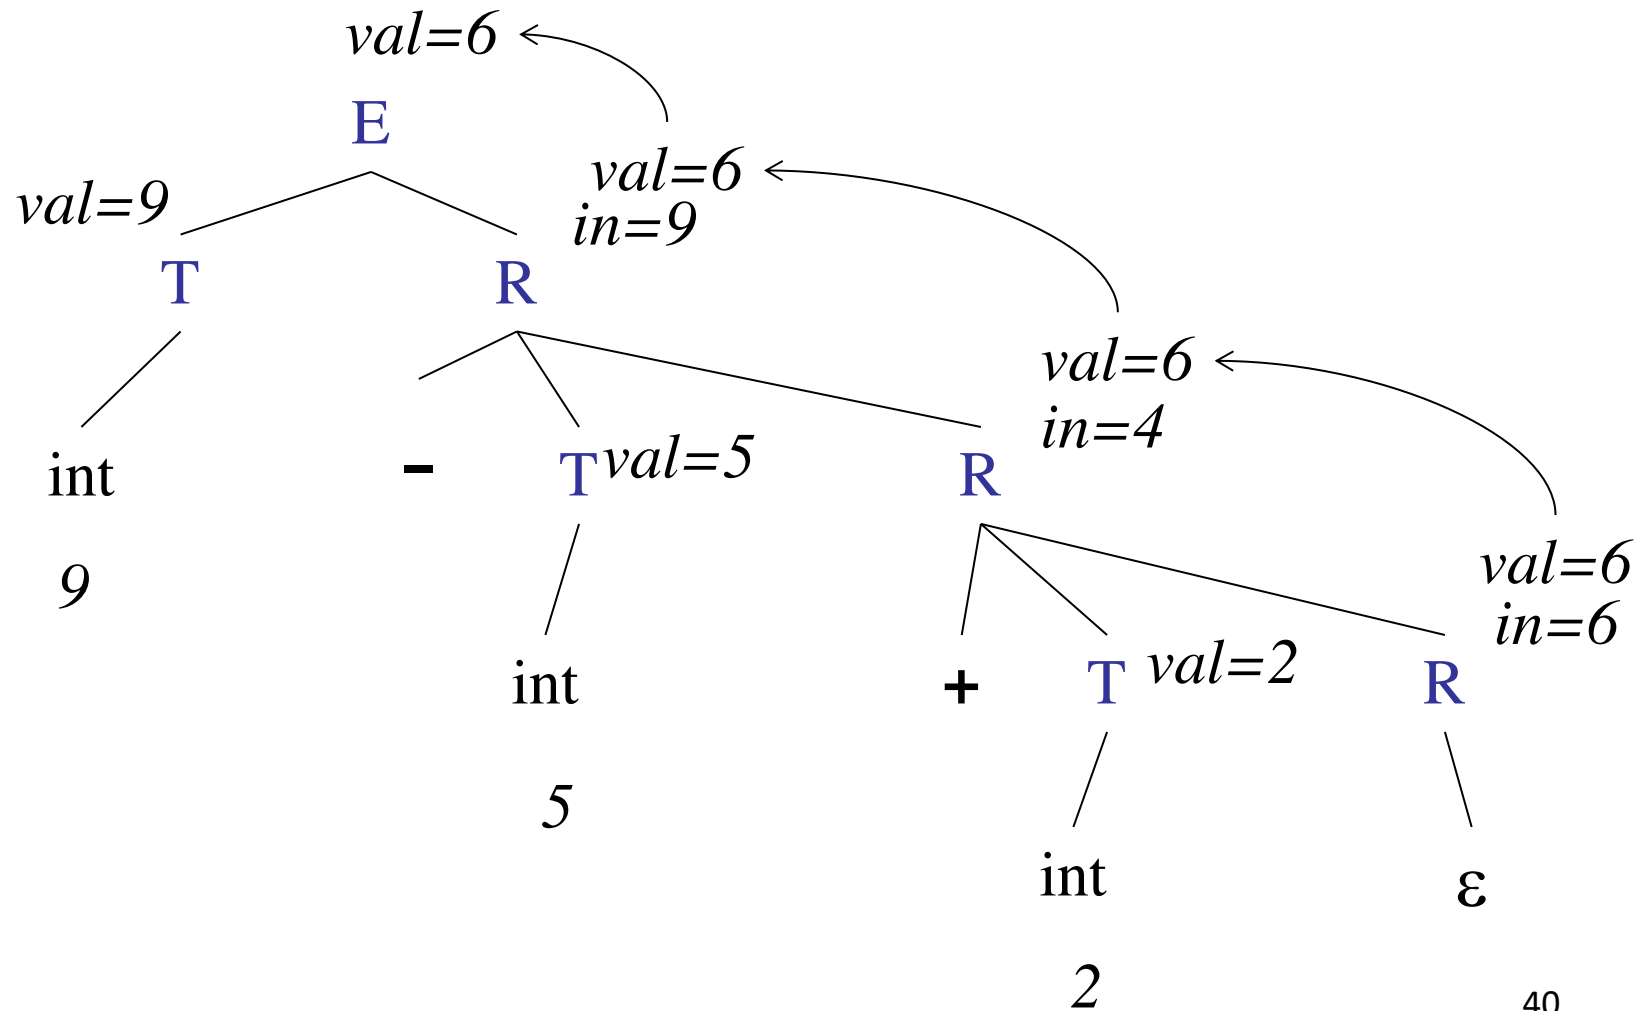 val=6
E
val=9
val=6
in=9
T
R
val=6
in=4
int
-
T
val=5
R
9
val=6
in=6
int
+
T
val=2
R
5
int
ε
2
40